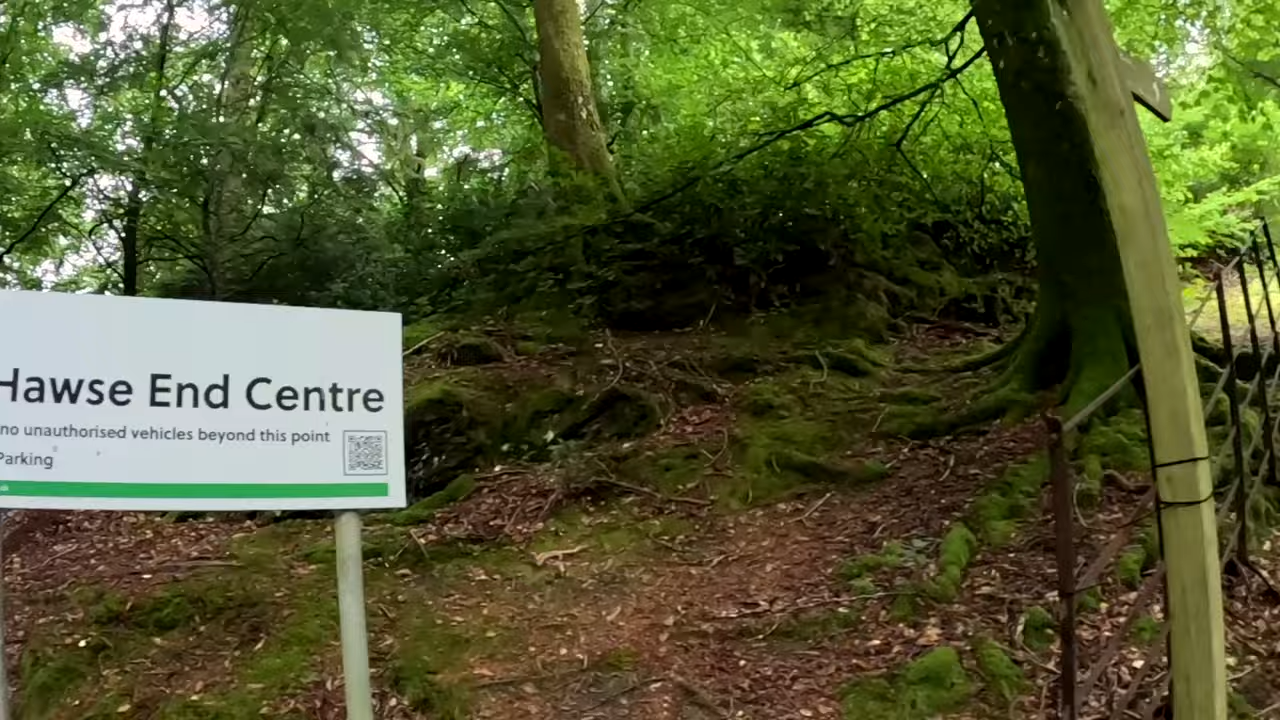 Hawse End Centre
no unauthorised vehicles beyond this point
Parking